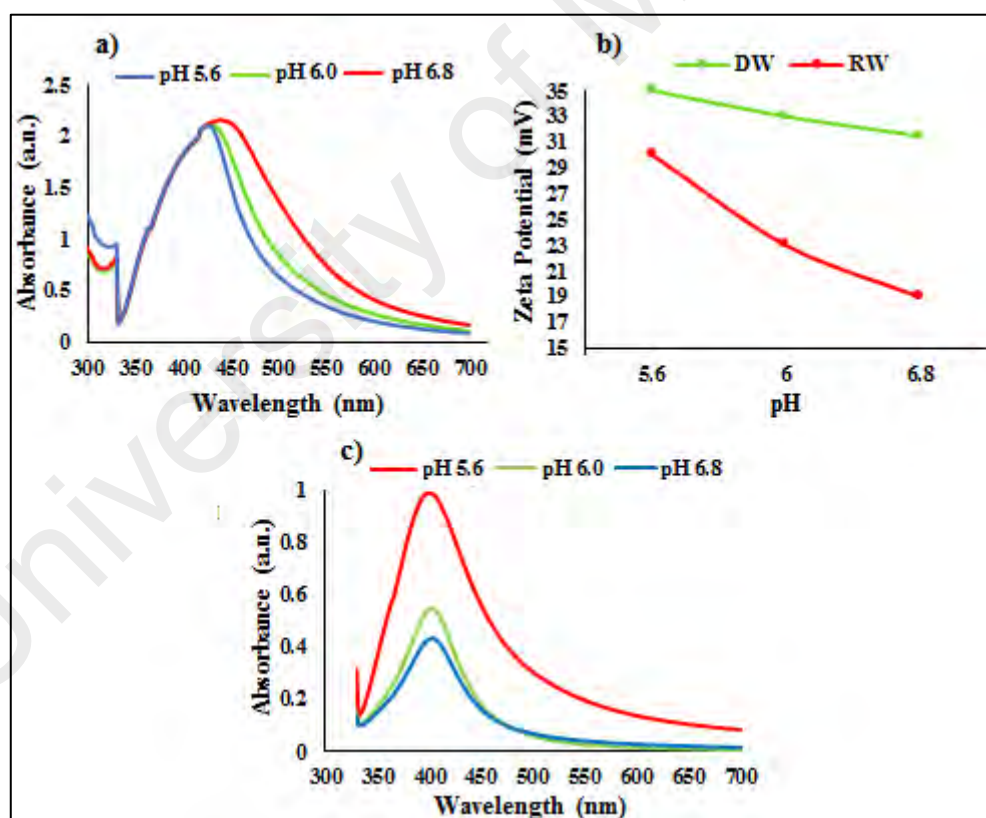 University of M
a)
pH 5.6 pH 6.0 pH 6.8
2.5
2
1.5
1
0.5
0
Absorbance (a.u.)
300 350 400 450 500 550 600 650 700
Wavelength (nm)
b)
DW RW
35
33
31
29
27
25
23
21
19
17
15
Zeta Potential (mV)
5.6 6 6.8
pH
c)
pH 5.6 pH 6.0 pH 6.8
1
0.8
0.6
0.4
0.2
0
Absorbance (a.u.)
300 350 400 450 500 550 600 650 700
Wavelength (nm)